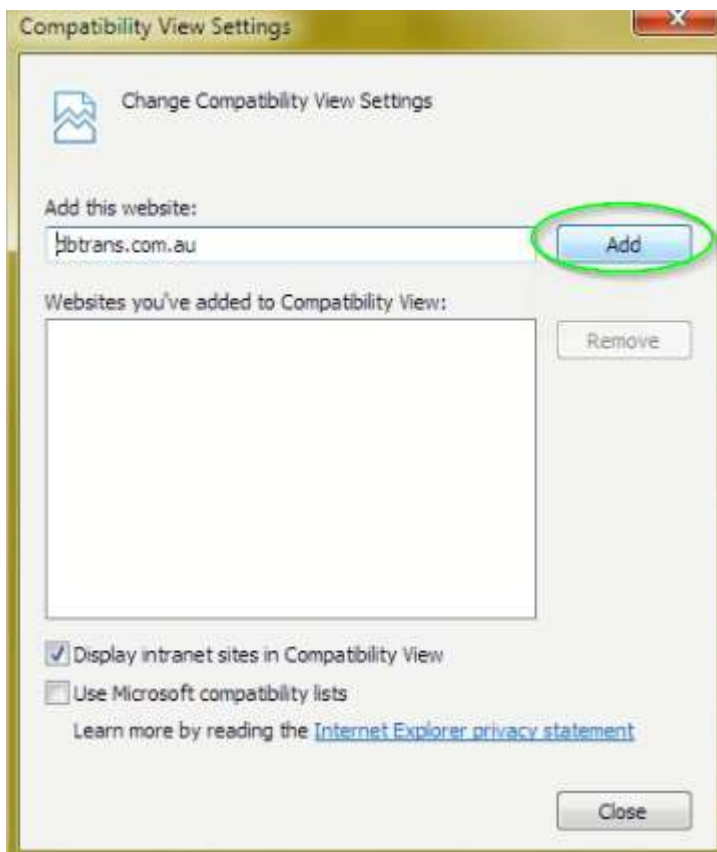 Compatibility View Settings
Change Compatibility View Settings
Add this website:
dbtrans.com.au
Add
Websites you've added to Compatibility View:
Remove
Display intranet sites in Compatibility View
Use Microsoft compatibility lists
Learn more by reading the Internet Explorer privacy statement
Close